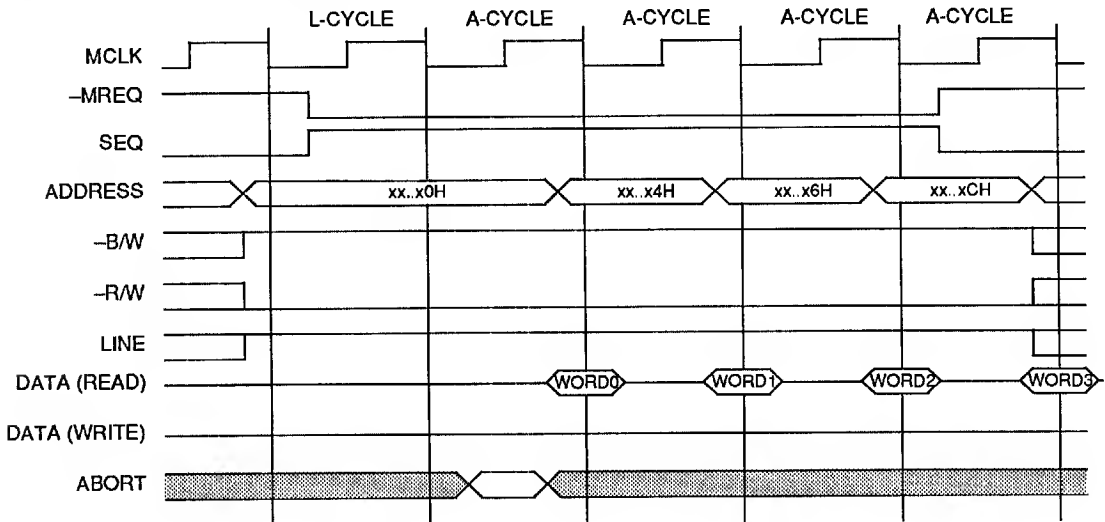 L-CYCLE A-CYCLE A-CYCLE A-CYCLE A-CYCLE
MCLK
–MREQ
SEQ
ADDRESS xx..x0H xx..x4H xx..x6H xx..xCH
–B/W
–R/W
LINE
DATA (READ) WORD0 WORD1 WORD2 WORD3
DATA (WRITE)
ABORT